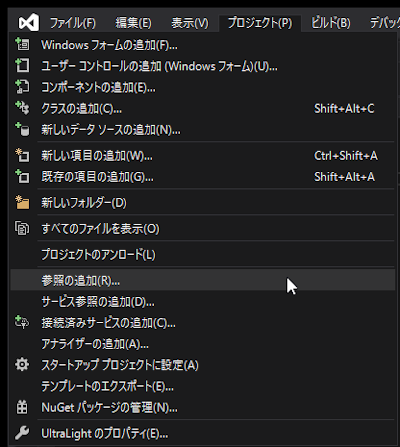 ファイル(F) 編集(E) 表示(V) プロジェクト(P) ビルド(B) デバッ
Windows フォームの追加(F)...
ユーザー コントロールの追加 (Windows フォーム)(U)...
コンポーネントの追加(E)...
クラスの追加(C)... Shift+Alt+C
新しいデータ ソースの追加(N)...
新しい項目の追加(W)... Ctrl+Shift+A
既存の項目の追加(G)... Shift+Alt+A
新しいフォルダー(D)
すべてのファイルを表示(O)
プロジェクトのアンロード(L)
参照の追加(R)...
サービス参照の追加(D)...
接続済みサービスの追加(C)...
アナライザーの追加(A)...
スタートアップ プロジェクトに設定(A)
テンプレートのエクスポート(E)...
NuGet パッケージの管理(N)...
UltraLight のプロパティ(E)...